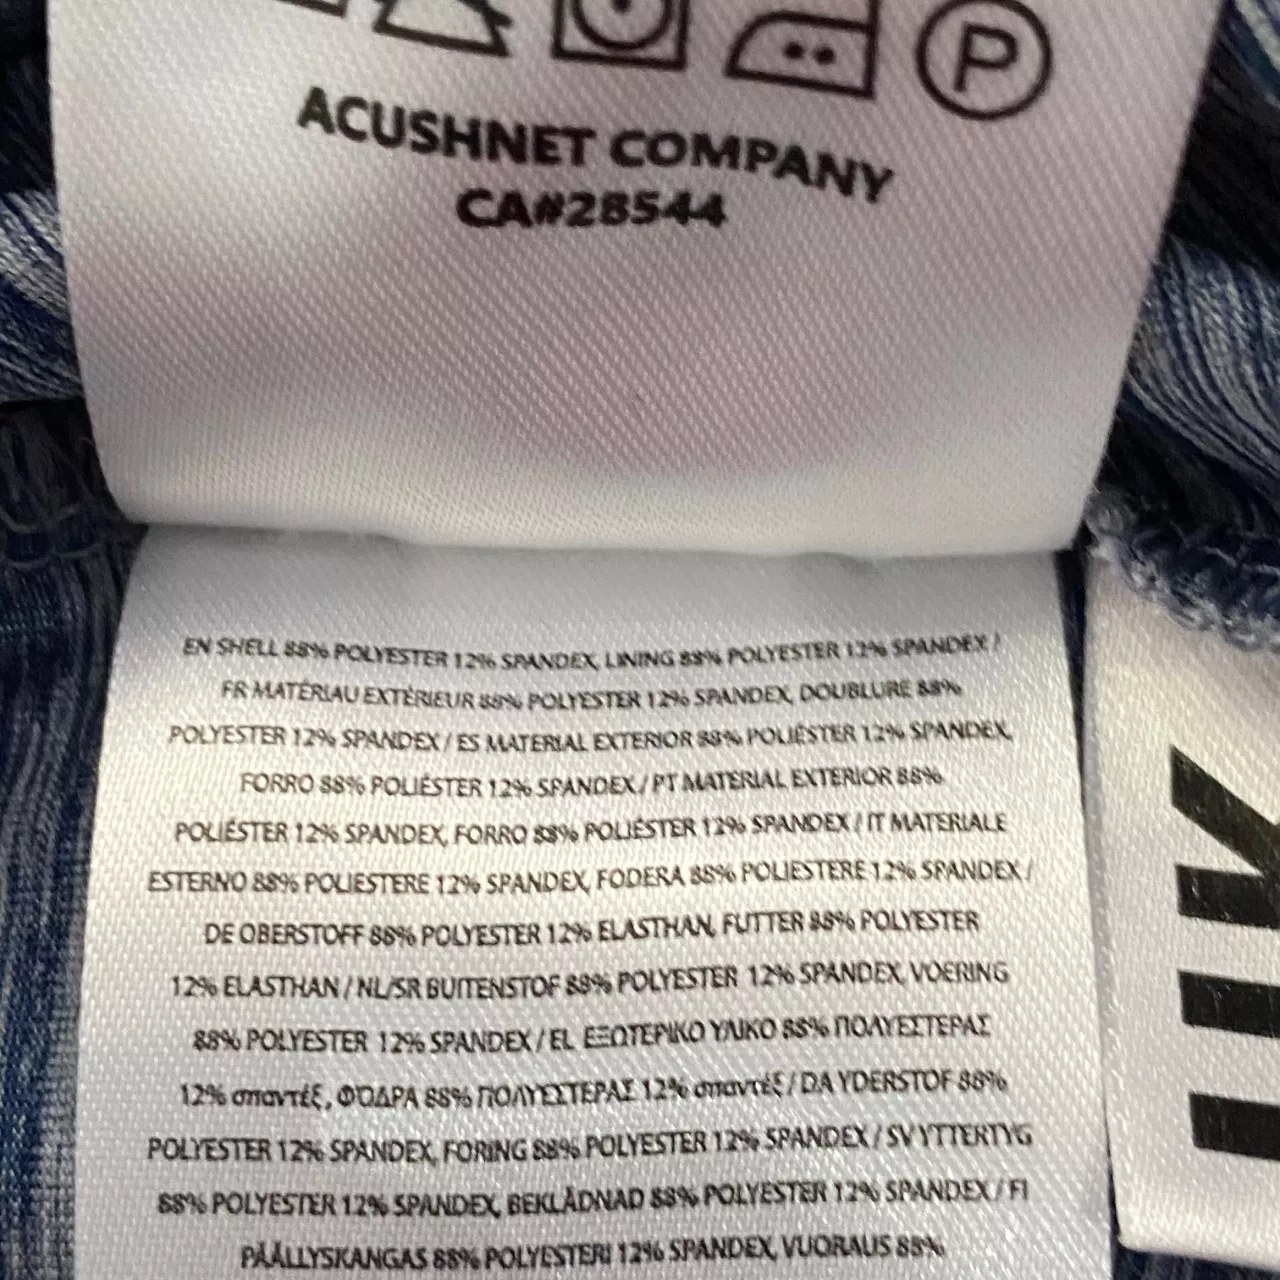 P
ACUSHNET COMPANY
CA#28544
EN SHELL 88% POLYESTER 12% SPANDEX, LINING 88% POLYESTER 12% SPANDEX /
FR MATÉRIAU EXTÉRIEUR 88% POLYESTER 12% SPANDEX, DOUBLURE 88%
POLYESTER 12% SPANDEX / ES MATERIAL EXTERIOR 88% POLIÉSTER 12% SPANDEX,
FORRO 88% POLIÉSTER 12% SPANDEX / PT MATERIAL EXTERIOR 88%
POLIÉSTER 12% SPANDEX, FORRO 88% POLIÉSTER 12% SPANDEX / IT MATERIALE
ESTERNO 88% POLIESTERE 12% SPANDEX, FODERA 88% POLIESTERE 12% SPANDEX /
DE OBERSTOFF 88% POLYESTER 12% ELASTHAN, FUTTER 88% POLYESTER
12% ELASTHAN / NL/SR BUITENSTOF 88% POLYESTER 12% SPANDEX, VOERING
88% POLYESTER 12% SPANDEX / EL ΕΞΩΤΕΡΙΚΟ ΥΛΙΚΟ 88% ΠΟΛΥΕΣΤΕΡΑΣ
12% σπαντέξ, ΦΌΔΡΑ 88% ΠΟΛΥΕΣΤΕΡΑΣ 12% σπαντέξ / DA YDERSTOF 88%
POLYESTER 12% SPANDEX, FORING 88% POLYESTER 12% SPANDEX / SV YTTERTYG
88% POLYESTER 12% SPANDEX, BEKLÄDNAD 88% POLYESTER 12% SPANDEX / FI
PÄÄLLYSKANGAS 88% POLYESTERI 12% SPANDEX, VUORAUS 88%